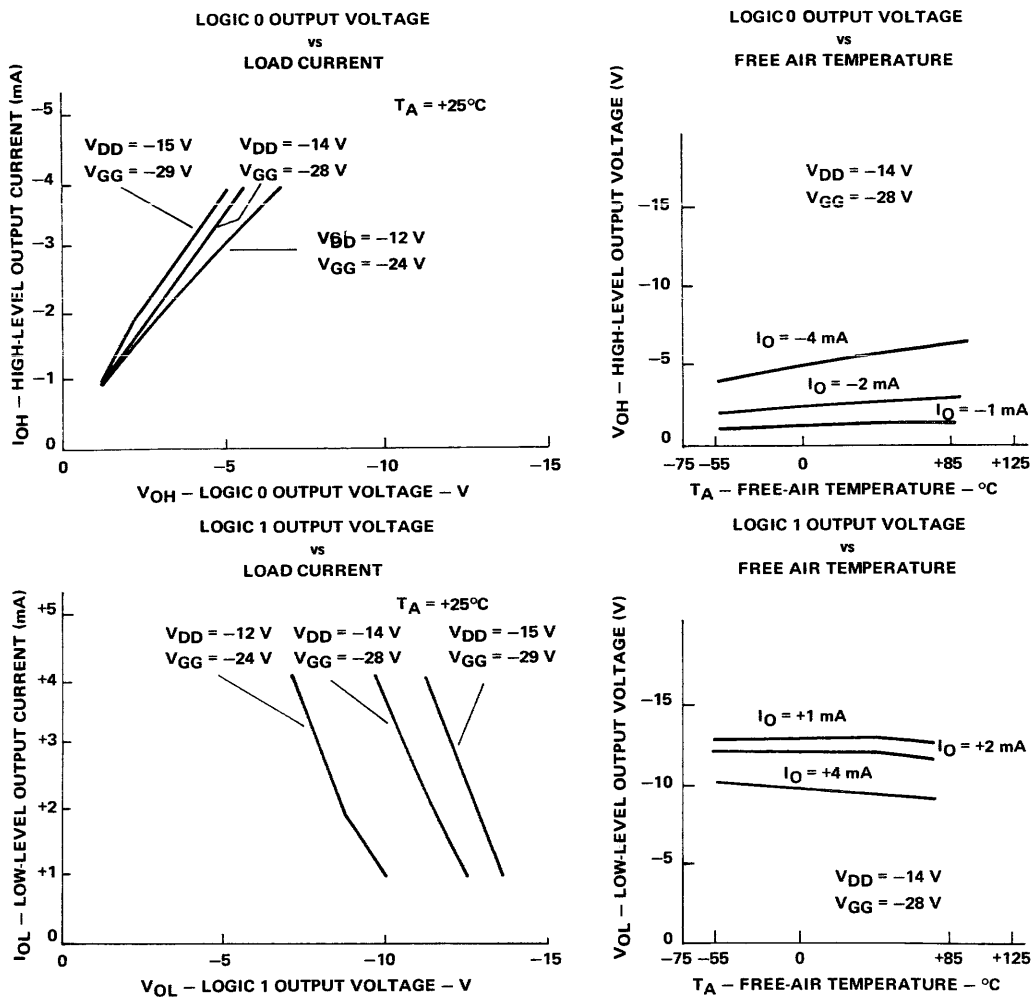 LOGIC 0 OUTPUT VOLTAGE
vs
LOAD CURRENT
IOH – HIGH-LEVEL OUTPUT CURRENT (mA)
–5
–4
–3
–2
–1
0
TA = +25°C
VDD = –15 V
VGG = –29 V
VDD = –14 V
VGG = –28 V
VDD = –12 V
VGG = –24 V
0
–5
–10
–15
VOH – LOGIC 0 OUTPUT VOLTAGE – V
LOGIC 0 OUTPUT VOLTAGE
vs
FREE AIR TEMPERATURE
VOH – HIGH-LEVEL OUTPUT VOLTAGE (V)
–15
–10
–5
0
VDD = –14 V
VGG = –28 V
IO = –4 mA
IO = –2 mA
IO = –1 mA
–75 –55
0
+85
+125
TA – FREE-AIR TEMPERATURE – °C
LOGIC 1 OUTPUT VOLTAGE
vs
LOAD CURRENT
IOL – LOW-LEVEL OUTPUT CURRENT (mA)
+5
+4
+3
+2
+1
0
TA = +25°C
VDD = –12 V
VGG = –24 V
VDD = –14 V
VGG = –28 V
VDD = –15 V
VGG = –29 V
0
–5
–10
–15
VOL – LOGIC 1 OUTPUT VOLTAGE – V
LOGIC 1 OUTPUT VOLTAGE
vs
FREE AIR TEMPERATURE
VOL – LOW-LEVEL OUTPUT VOLTAGE (V)
–15
–10
–5
0
IO = +1 mA
IO = +2 mA
IO = +4 mA
VDD = –14 V
VGG = –28 V
–75–55
0
+85
+125
TA – FREE-AIR TEMPERATURE – °C